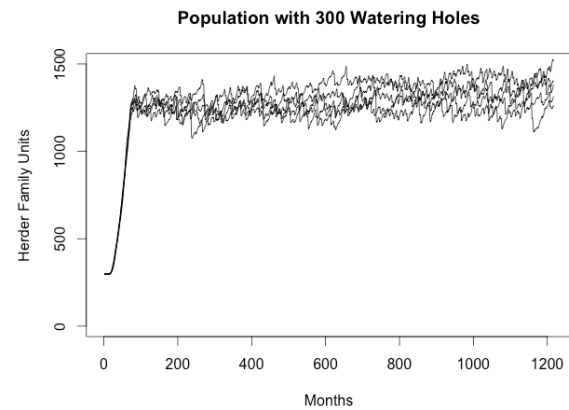 Population with 300 Watering Holes
1500
1000
500
0
Herder Family Units
0 200 400 600 800 1000 1200
Months